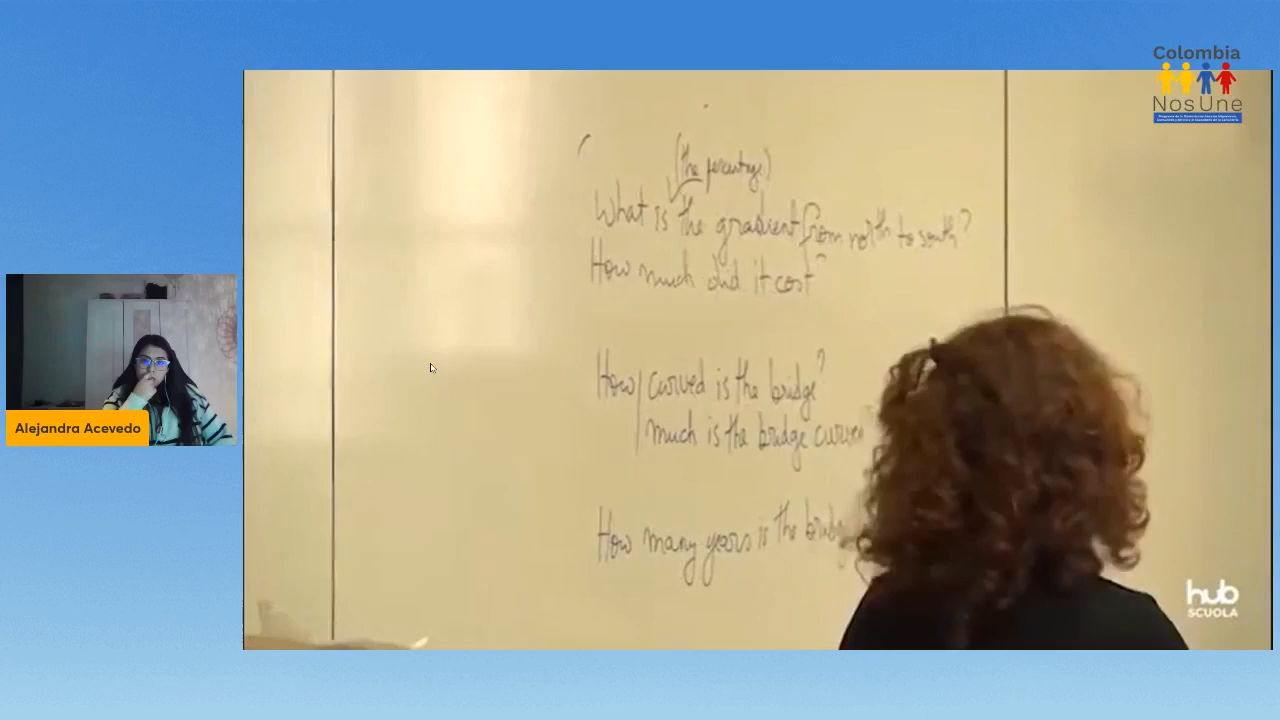 Colombia
NosUne
(the percentage)
What is the gradient from north to south?
How much did it cost?
How curved is the bridge?
much is the bridge
How many years is the
hub
SCUOLA
Alejandra Acevedo